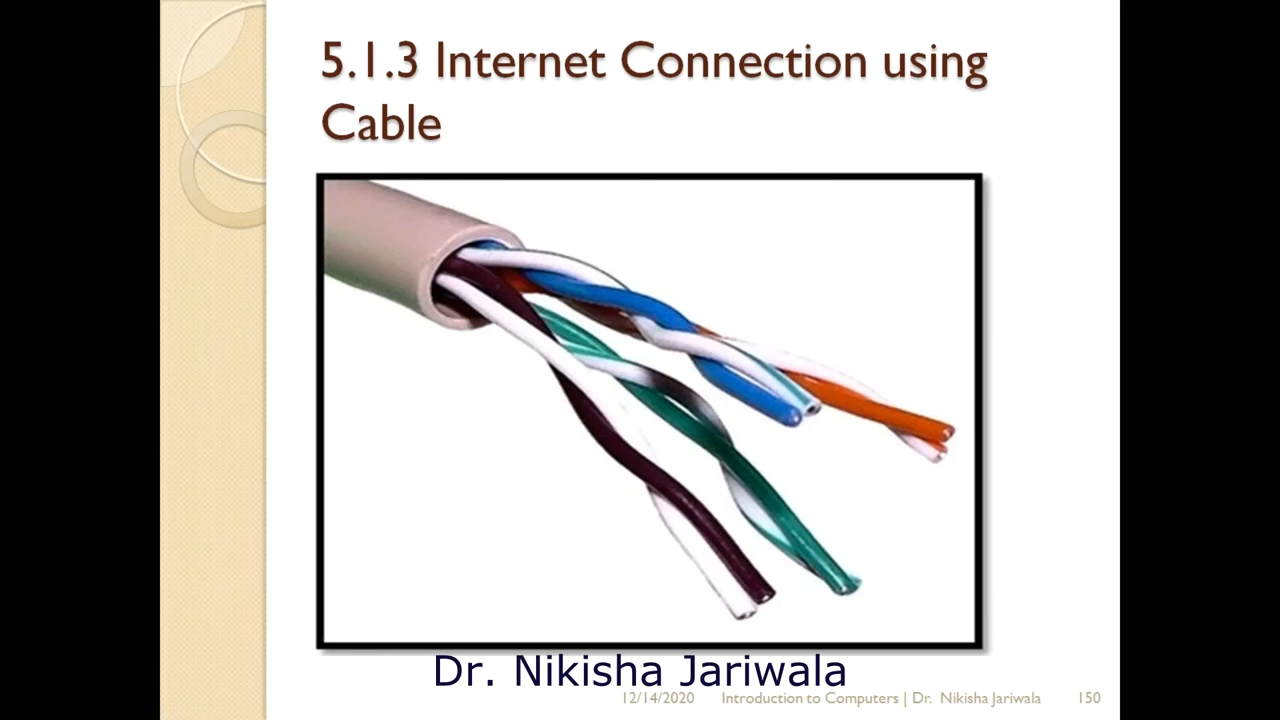 5.1.3 Internet Connection using
Cable
Dr. Nikisha Jariwala
12/14/2020 Introduction to Computers | Dr. Nikisha Jariwala 150